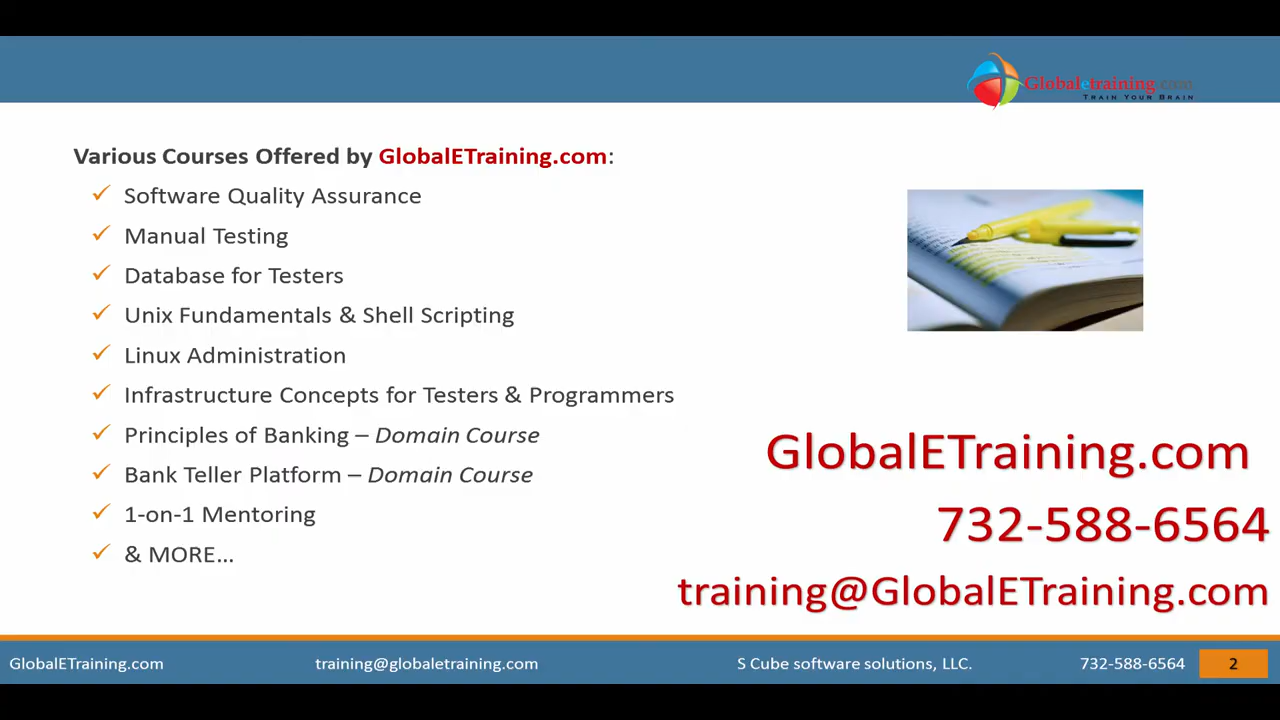 Globaletraining.com
TRAIN YOUR BRAIN
Various Courses Offered by GlobalETraining.com:
✓ Software Quality Assurance
✓ Manual Testing
✓ Database for Testers
✓ Unix Fundamentals & Shell Scripting
✓ Linux Administration
✓ Infrastructure Concepts for Testers & Programmers
✓ Principles of Banking – Domain Course
✓ Bank Teller Platform – Domain Course
✓ 1-on-1 Mentoring
✓ & MORE…
GlobalETraining.com
732-588-6564
training@GlobalETraining.com
GlobalETraining.com training@globaletraining.com S Cube software solutions, LLC. 732-588-6564 2